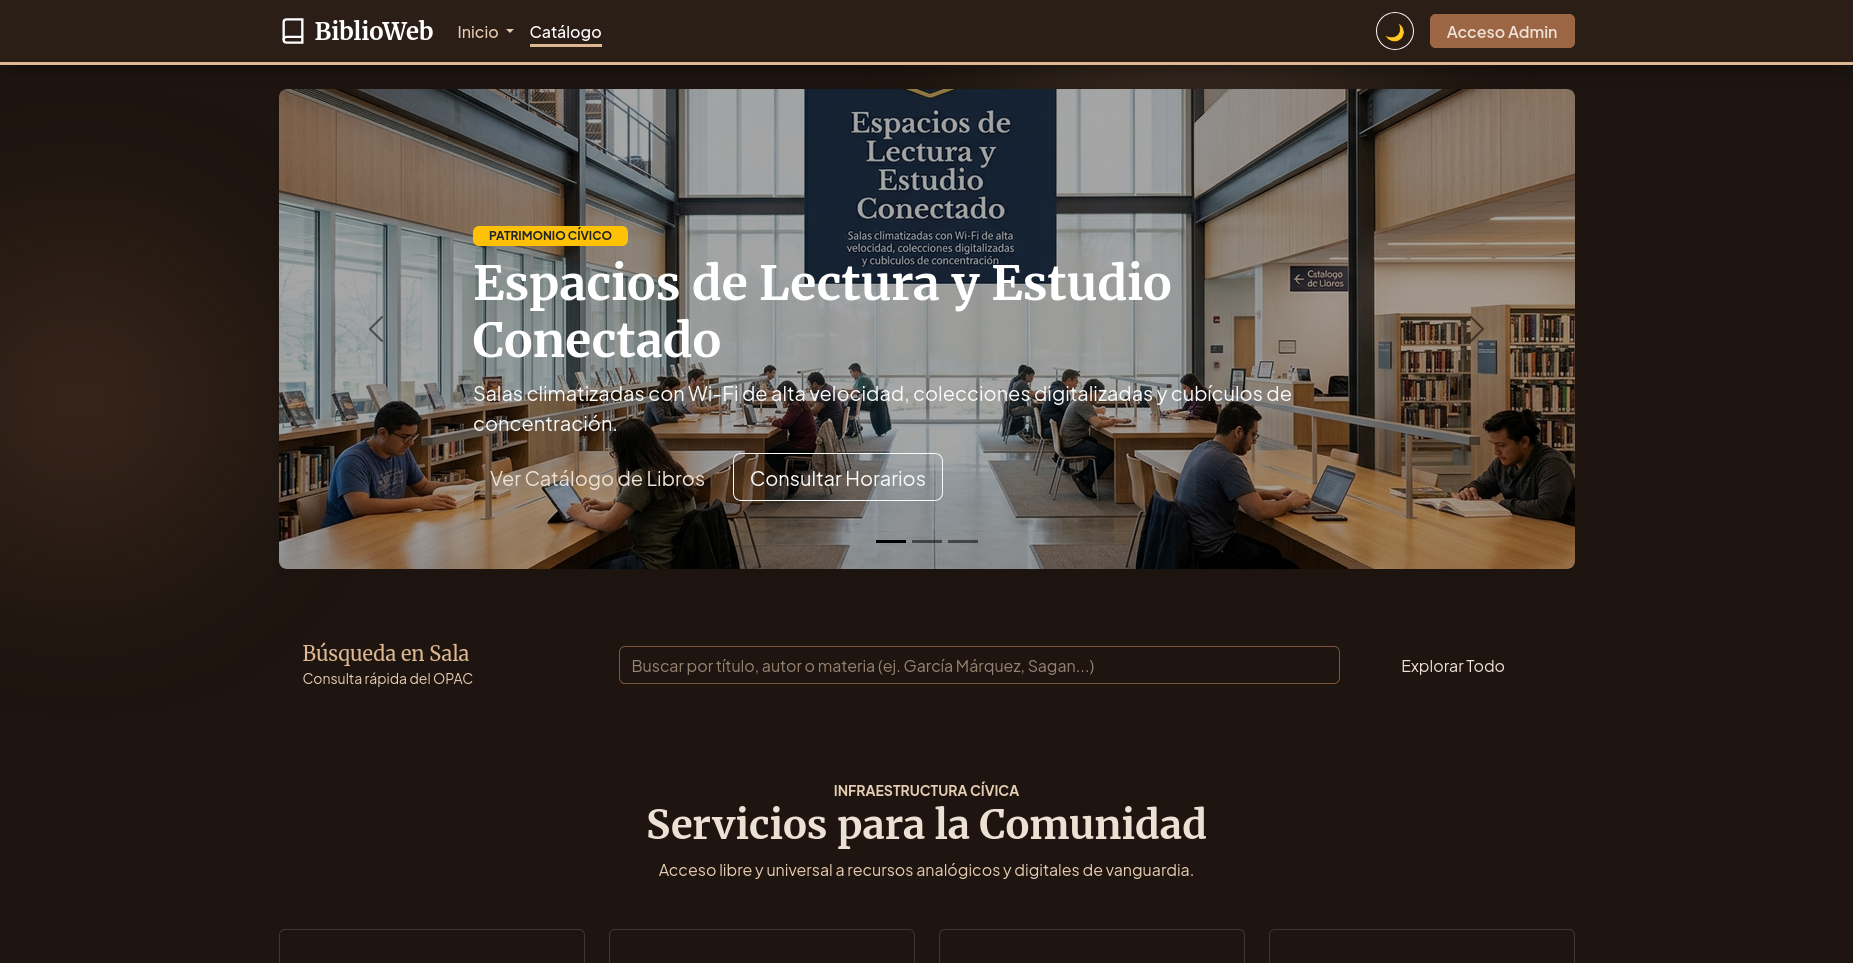 BiblioWeb
Inicio
Catálogo
Acceso Admin
Espacios de
Lectura y
Estudio
Conectado
Salas climatizadas con Wi-Fi de alta
velocidad, colecciones digitalizadas
y cubículos de concentración
← Catalogo
de Lioros
PATRIMONIO CÍVICO
Espacios de Lectura y Estudio
Conectado
Salas climatizadas con Wi-Fi de alta velocidad, colecciones digitalizadas y cubículos de
concentración.
Ver Catálogo de Libros
Consultar Horarios
Búsqueda en Sala
Consulta rápida del OPAC
Buscar por título, autor o materia (ej. García Márquez, Sagan...)
Explorar Todo
INFRAESTRUCTURA CÍVICA
Servicios para la Comunidad
Acceso libre y universal a recursos analógicos y digitales de vanguardia.